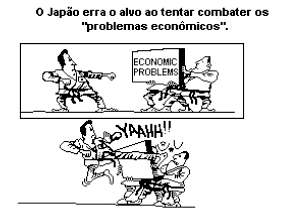 O Japão erra o alvo ao tentar combater os
"problemas econômicos".
ECONOMIC
PROBLEMS
YAAHH!!